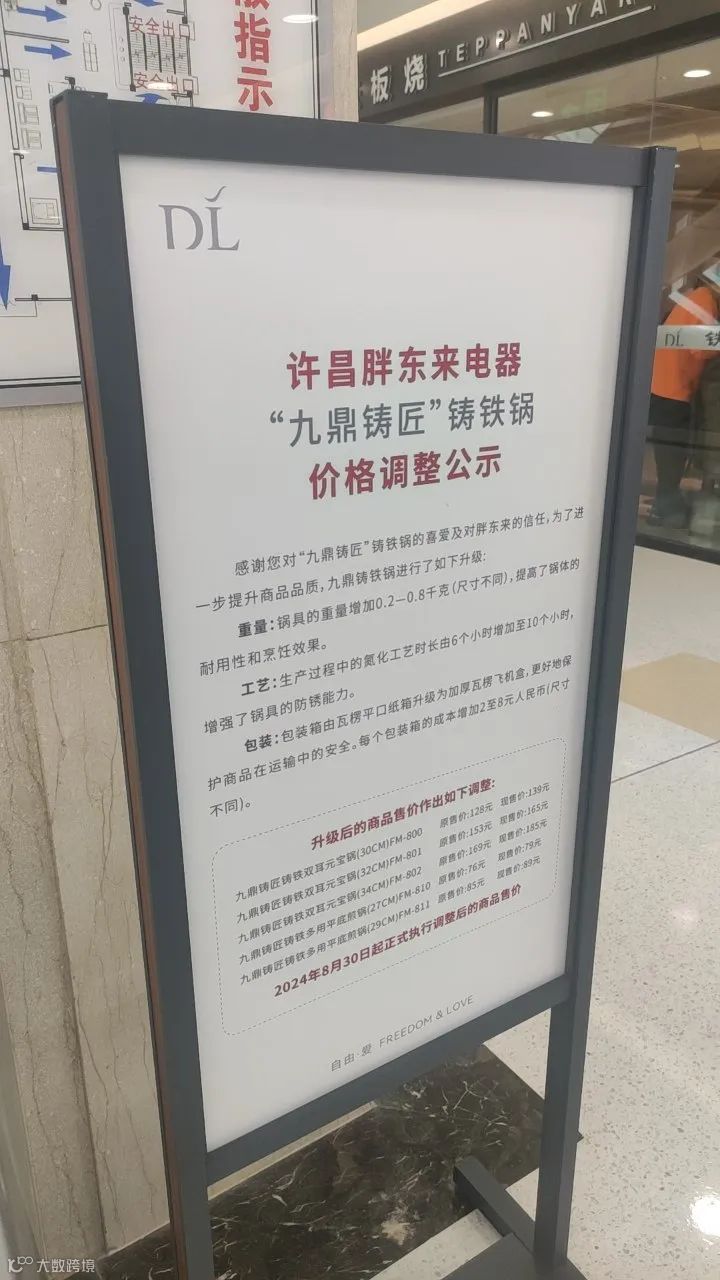 安全出口
安全出口
指示
板烧 TEPPANYAK
DL
DL 铁
许昌胖东来电器
“九鼎铸匠”铸铁锅
价格调整公示
感谢您对“九鼎铸匠”铸铁锅的喜爱及对胖东来的信任,为了进
一步提升商品品质,九鼎铸铁锅进行了如下升级:
重量:锅具的重量增加0.2—0.8千克(尺寸不同),提高了锅体的
耐用性和烹饪效果。
工艺:生产过程中的氮化工艺时长由6个小时增加至10个小时,
增强了锅具的防锈能力。
包装:包装箱由瓦楞平口纸箱升级为加厚瓦楞飞机盒,更好地保
护商品在运输中的安全。每个包装箱的成本增加2至8元人民币(尺寸
不同)。
升级后的商品售价作出如下调整:
九鼎铸匠铸铁双耳元宝锅(30CM)FM-800 原售价:128元 现售价:139元
九鼎铸匠铸铁双耳元宝锅(32CM)FM-801 原售价:153元 现售价:165元
九鼎铸匠铸铁双耳元宝锅(34CM)FM-802 原售价:169元 现售价:185元
九鼎铸匠铸铁多用平底煎锅(27CM)FM-810 原售价:76元 现售价:79元
九鼎铸匠铸铁多用平底煎锅(29CM)FM-811 原售价:85元 现售价:89元
2024年8月30日起正式执行调整后的商品售价
自由·爱 FREEDOM & LOVE
大数跨境